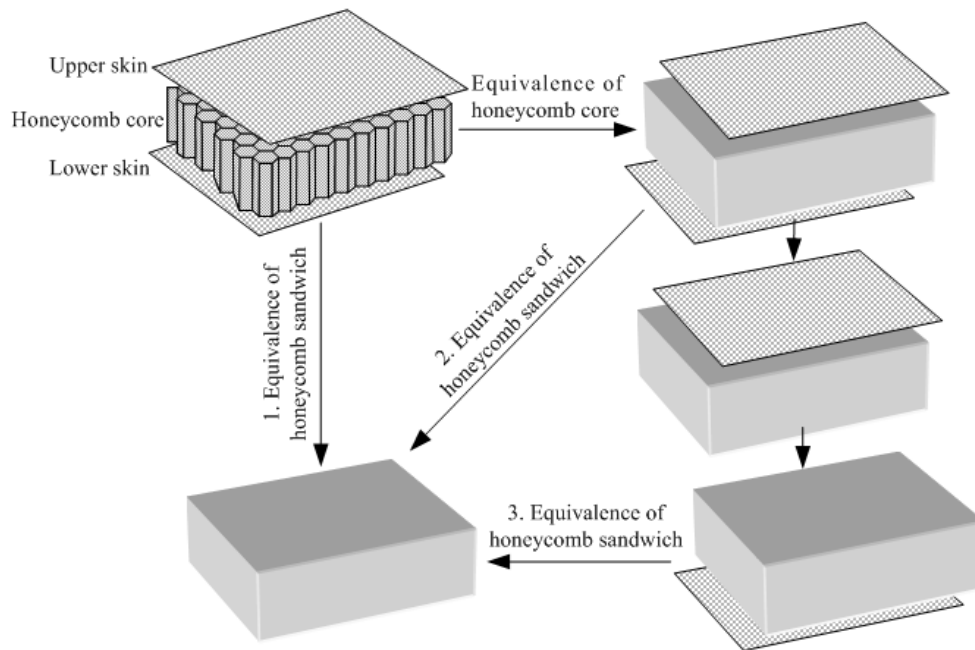 Upper skin
Honeycomb core
Lower skin
Equivalence of
honeycomb core
1. Equivalence of
honeycomb sandwich
2. Equivalence of
honeycomb sandwich
3. Equivalence of
honeycomb sandwich